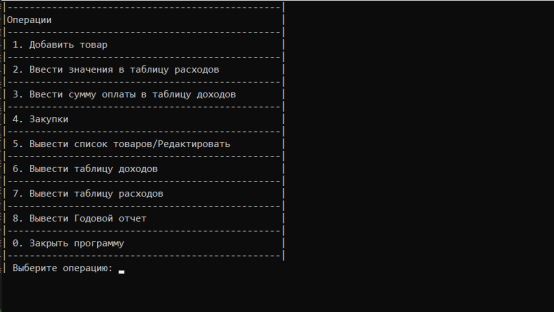 Операции
1. Добавить товар
2. Ввести значения в таблицу расходов
3. Ввести сумму оплаты в таблицу доходов
4. Закупки
5. Вывести список товаров/Редактировать
6. Вывести таблицу доходов
7. Вывести таблицу расходов
8. Вывести Годовой отчет
0. Закрыть программу
Выберите операцию: